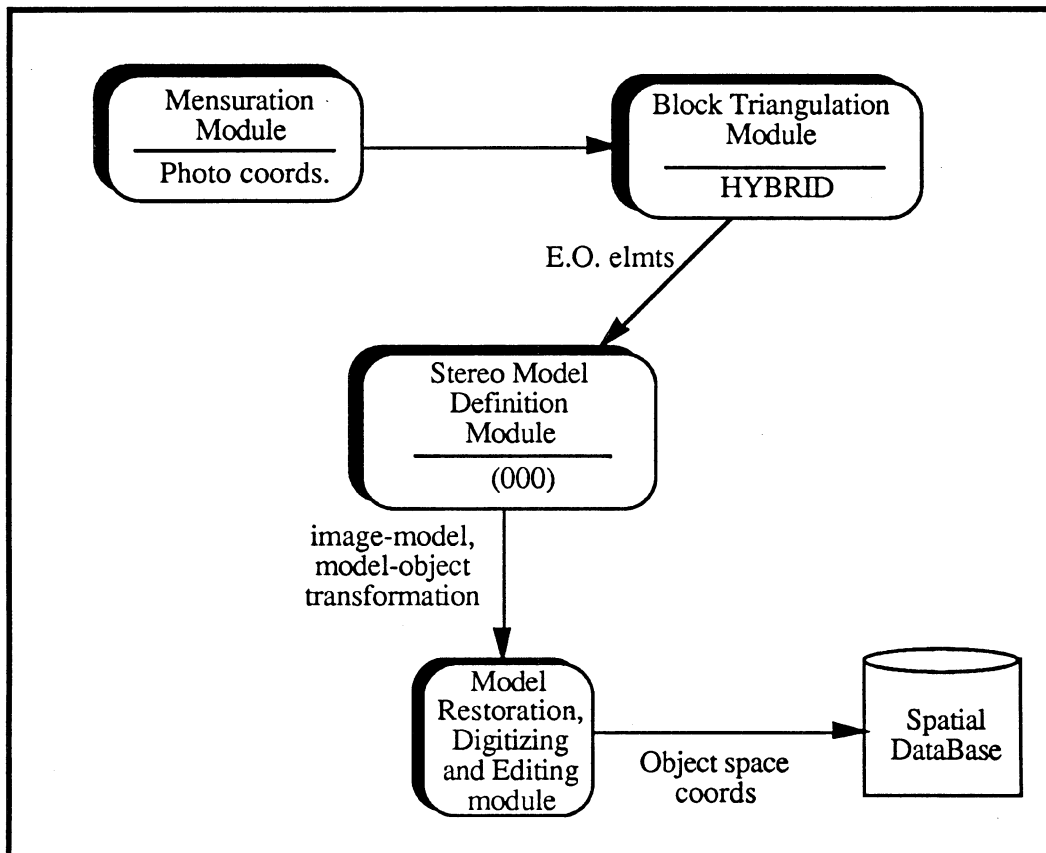 Mensuration
Module
Photo coords.
Block Triangulation
Module
HYBRID
E.O. elmts
Stereo Model
Definition
Module
(000)
image-model,
model-object
transformation
Model
Restoration,
Digitizing
and Editing
module
Object space
coords
Spatial
DataBase